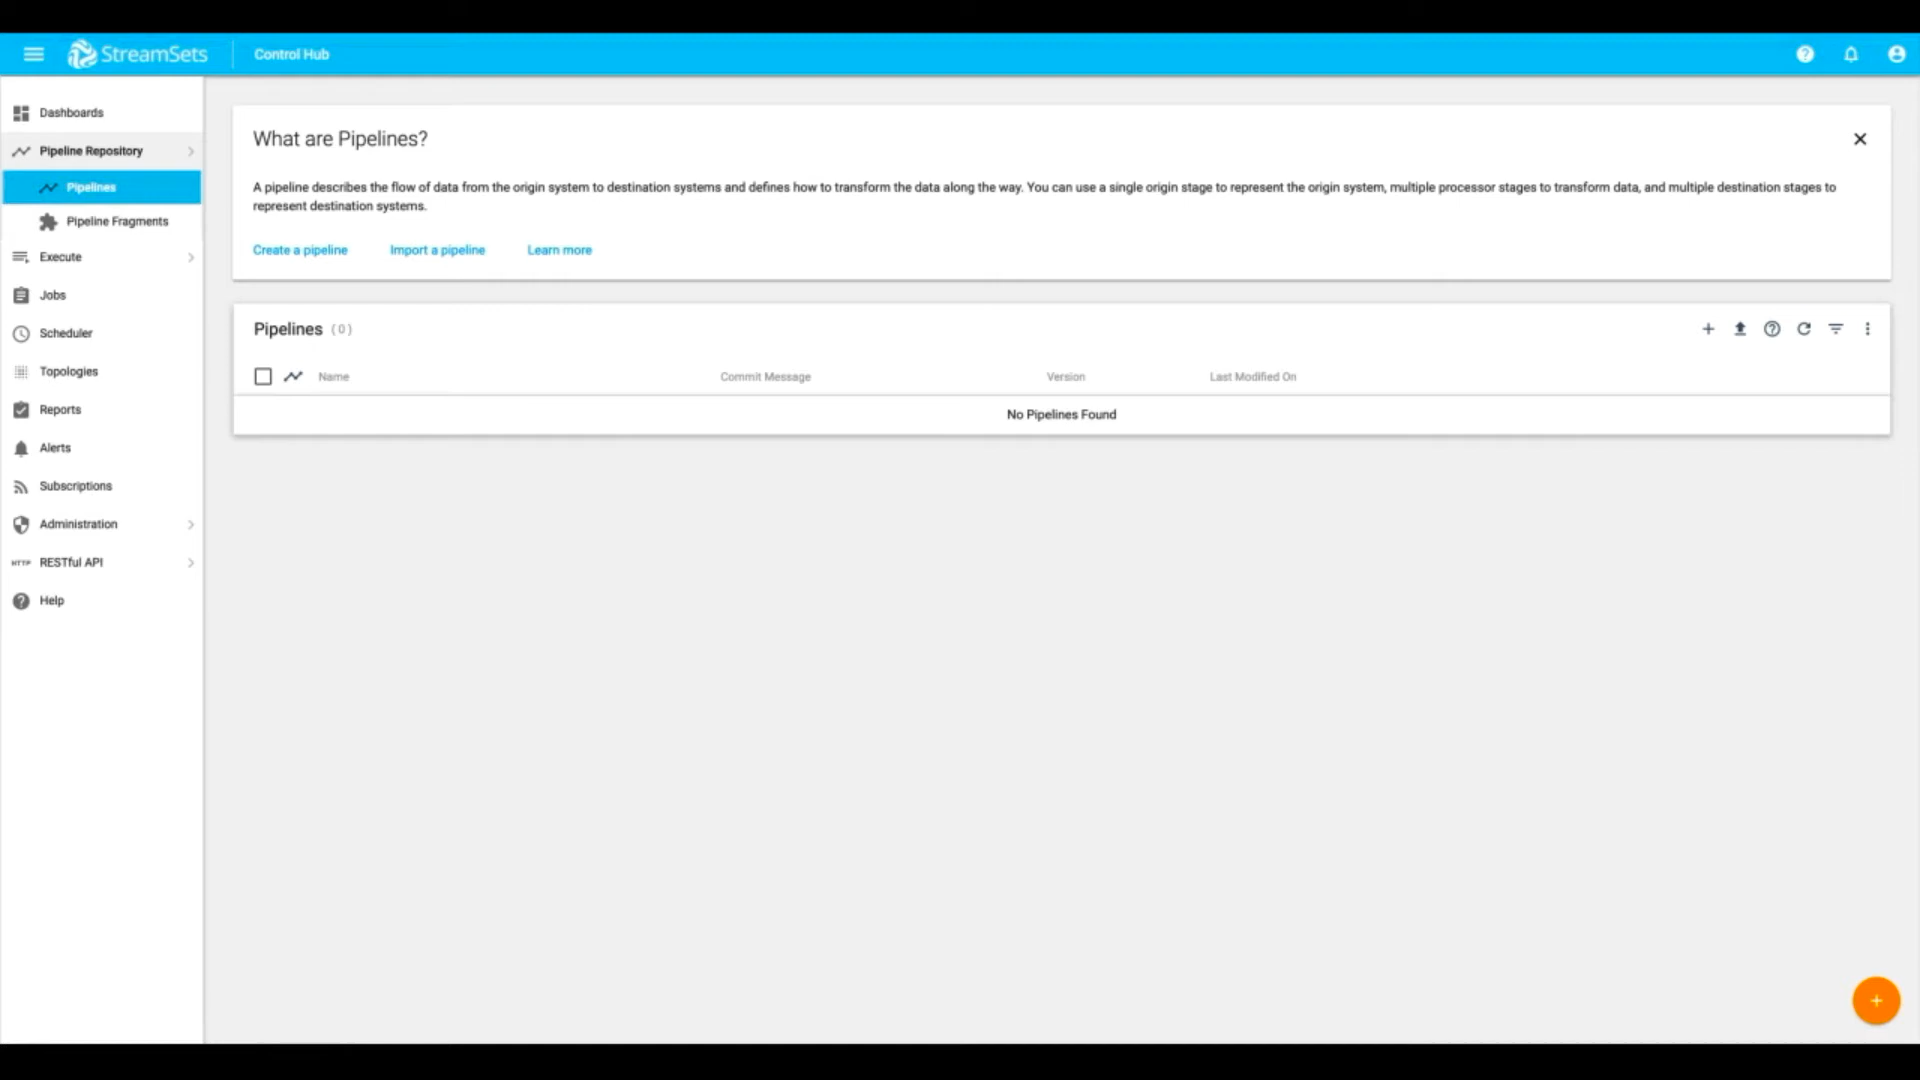 StreamSets
Control Hub
Dashboards
Pipeline Repository
Pipelines
Pipeline Fragments
Execute
Jobs
Scheduler
Topologies
Reports
Alerts
Subscriptions
Administration
HTTP RESTful API
Help
What are Pipelines?
A pipeline describes the flow of data from the origin system to destination systems and defines how to transform the data along the way. You can use a single origin stage to represent the origin system, multiple processor stages to transform data, and multiple destination stages to
represent destination systems.
Create a pipeline Import a pipeline Learn more
Pipelines (0)
Name Commit Message Version Last Modified On
No Pipelines Found